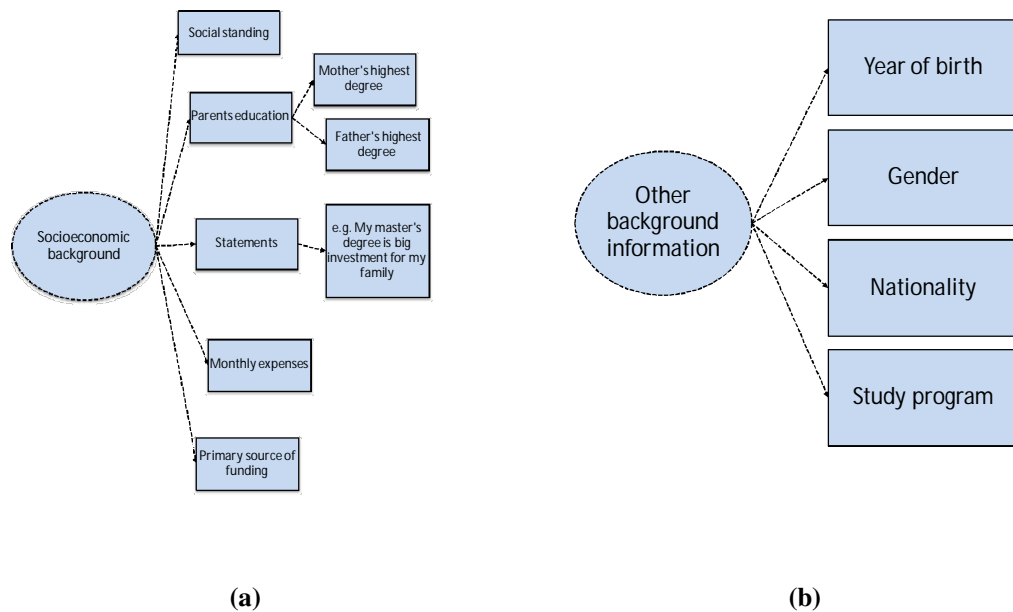 Social standing
Mother's highest
degree
Parents education
Father's highest
degree
Socioeconomic
background
Statements
e.g. My master's
degree is big
investment for my
family
Monthly expenses
Primary source of
funding
(a)
Other
background
information
Year of birth
Gender
Nationality
Study program
(b)